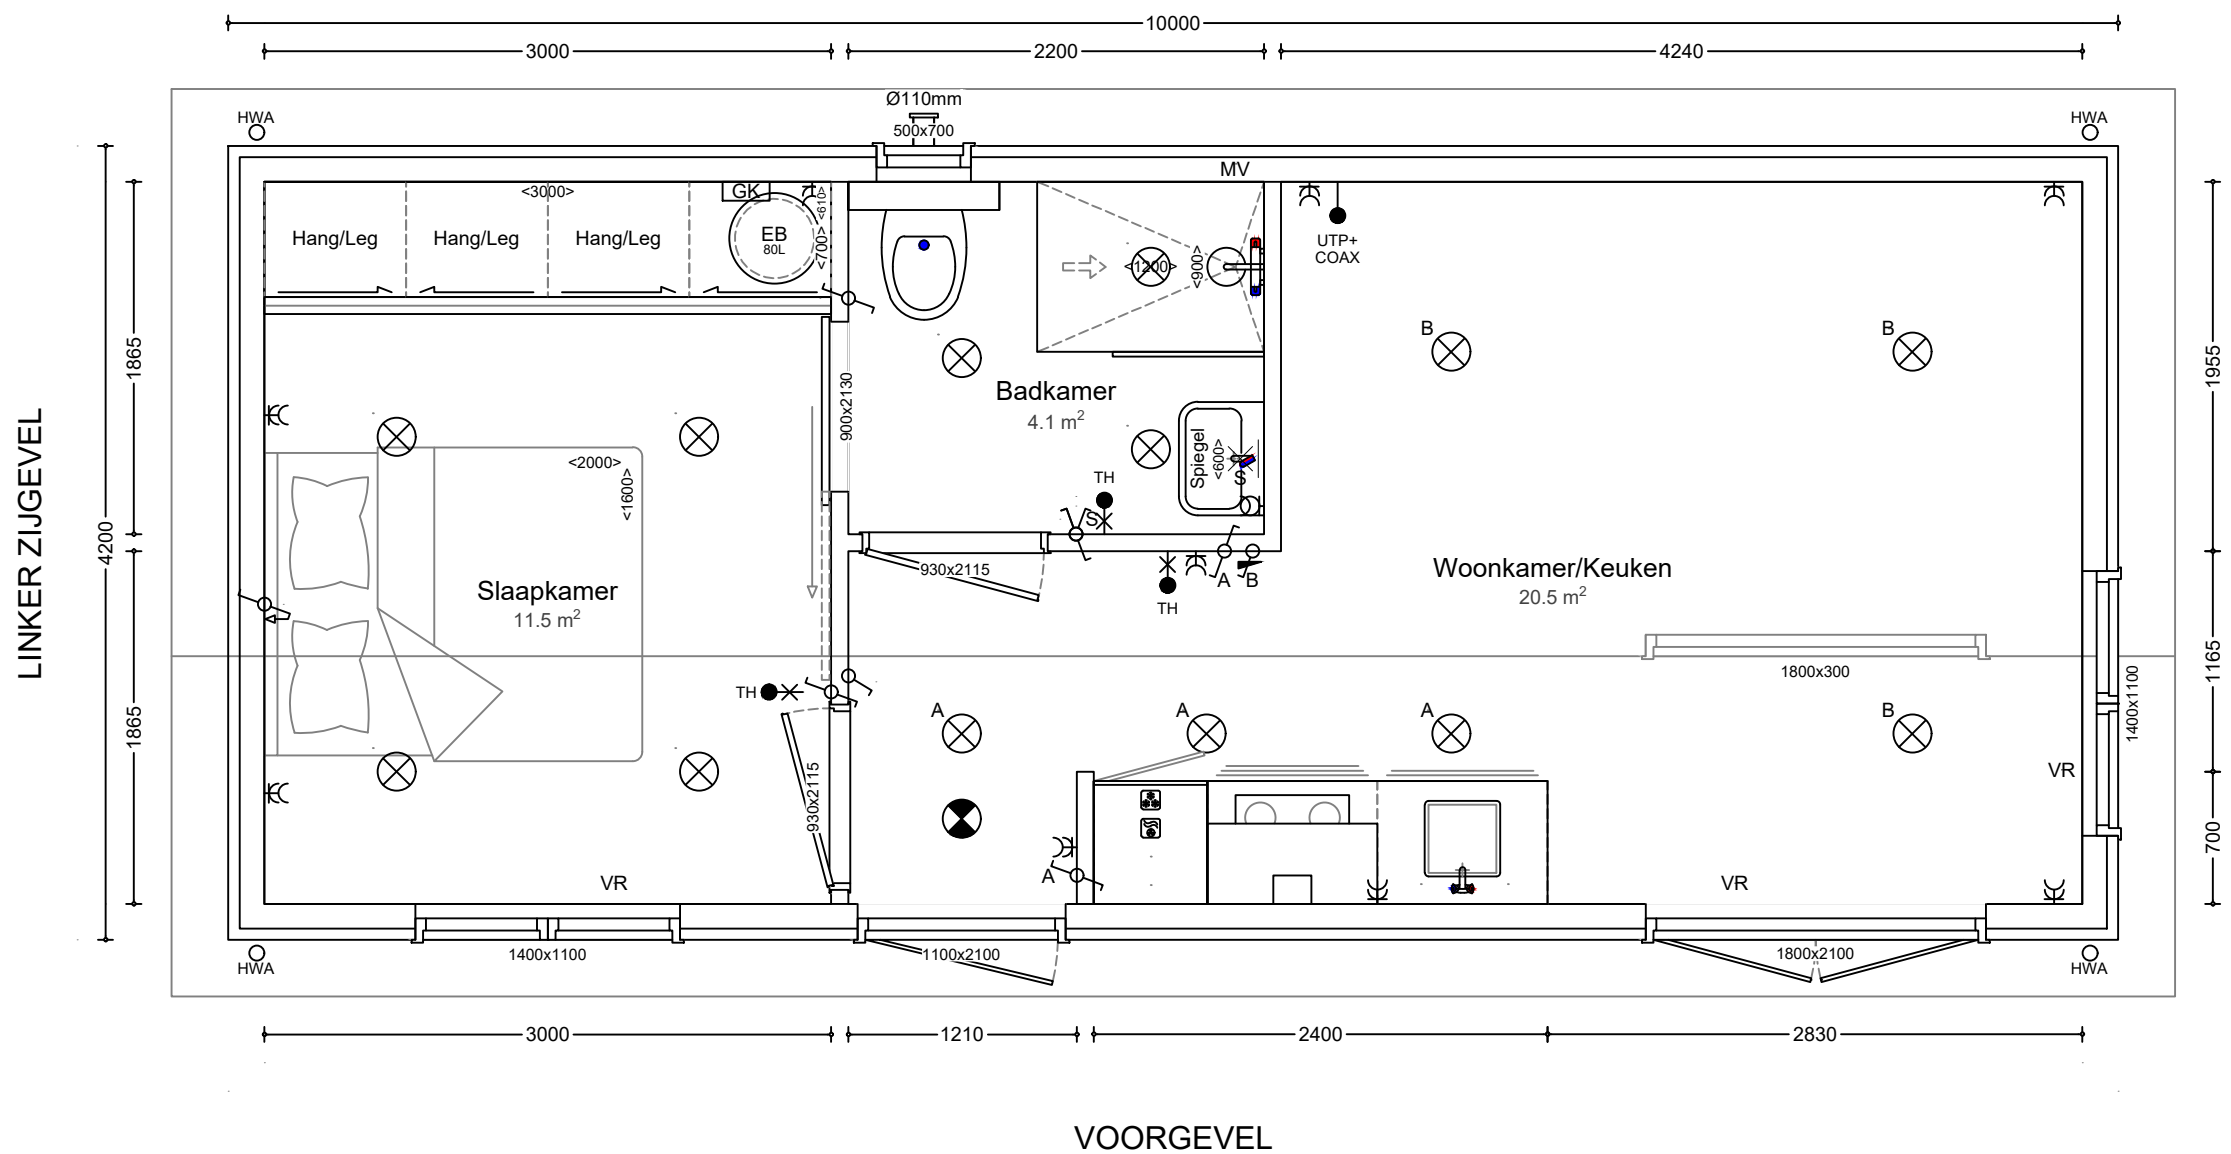 10000
3000
2200
4240
Ø110mm
500x700
HWA
HWA
MV
<3000>
GK
<610>
Hang/Leg
Hang/Leg
Hang/Leg
EB
80L
<700>
<1200>
<900>
UTP+
COAX
B
B
1865
1955
900x2130
Badkamer
4.1 m²
Spiegel
<600>
S
<2000>
<1600>
TH
S
LINKER ZIJGEVEL
4200
930x2115
A
B
TH
Woonkamer/Keuken
20.5 m²
Slaapkamer
11.5 m²
1800x300
1165
1400x1100
TH
A
A
A
B
1865
VR
930x2115
700
A
VR
VR
HWA
1400x1100
1100x2100
1800x2100
HWA
3000
1210
2400
2830
VOORGEVEL